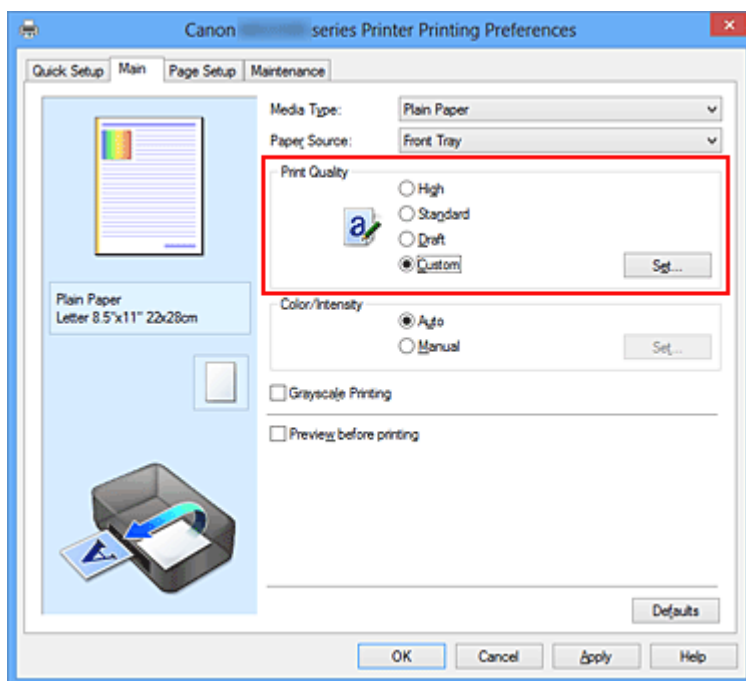 Canon series Printer Printing Preferences
Quick Setup Main Page Setup Maintenance
Media Type: Plain Paper
Paper Source: Front Tray
Print Quality
High
a Standard
Draft
Custom Set...
Plain Paper
Letter 8.5"x11" 22x28cm
Color/Intensity
Auto
Manual Set...
Grayscale Printing
Preview before printing
A
Defaults
OK Cancel Apply Help